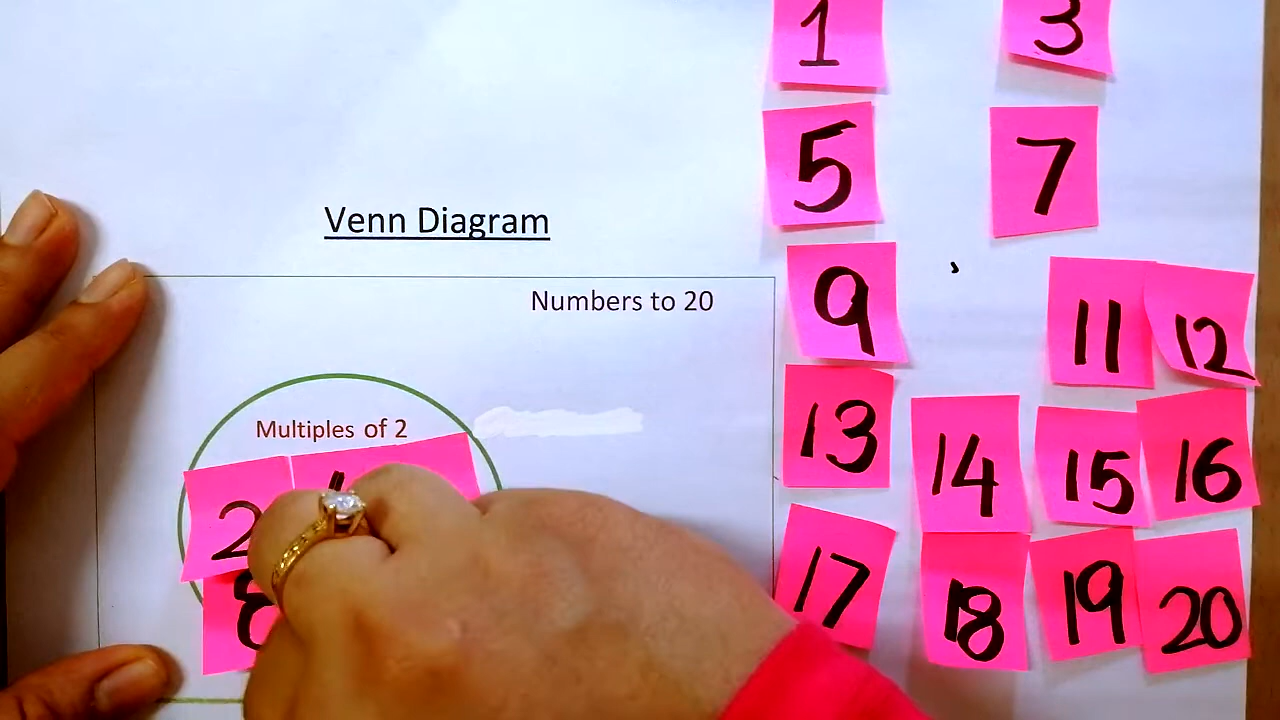 1 3
5 7
Venn Diagram
9 11 12
Numbers to 20
13 14 15 16
Multiples of 2
2
17 18 19 20
8